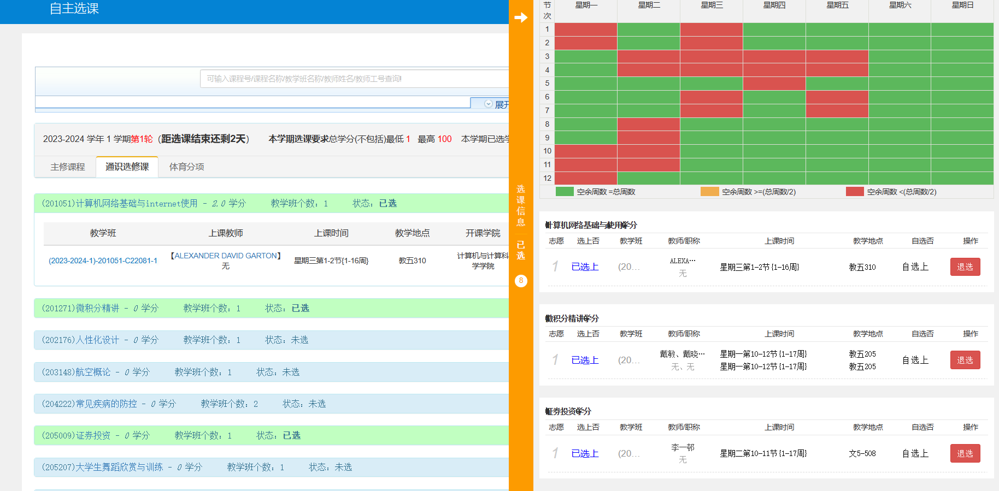 自主选课
可输入课程号/课程名称/教学班名称/教师姓名/教师工号查询!
展开
2023-2024 学年 1 学期第1轮（距选课结束还剩2天） 本学期选课要求总学分(不包括)最低 1 最高 100 本学期已选学
主修课程 通识选修课 体育分项
(201051)计算机网络基础与internet使用 - 2.0 学分 教学班个数：1 状态：已选
教学班 上课教师 上课时间 教学地点 开课学院
(2023-2024-1)-201051-C22081-1 【ALEXANDER DAVID GARTON】 星期三第1-2节{1-16周} 教五310 计算机与计算科
无 学学院
(201271)微积分精讲 - 0 学分 教学班个数：1 状态：已选
(202176)人性化设计 - 0 学分 教学班个数：1 状态：未选
(203148)航空概论 - 0 学分 教学班个数：1 状态：未选
(204222)常见疾病的防控 - 0 学分 教学班个数：2 状态：未选
(205009)证券投资 - 0 学分 教学班个数：1 状态：已选
(205207)大学生舞蹈欣赏与训练 - 0 学分 教学班个数：1 状态：未选
选课信息
已选
8
节次 星期一 星期二 星期三 星期四 星期五 星期六 星期日
1
2
3
4
5
6
7
8
9
10
11
12
空余周数 =总周数 空余周数 >=(总周数/2) 空余周数 <(总周数/2)
计算机网络基础与使用学分
志愿 选上否 教学班 教师/职称 上课时间 教学地点 自选否 操作
1 已选上 (20... ALEXA… 星期三第1-2节{1-16周} 教五310 自选上 退选
无
微积分精讲学分
志愿 选上否 教学班 教师/职称 上课时间 教学地点 自选否 操作
1 已选上 (20... 戴敏、戴晓… 星期一第10-12节{1-17周} 教五205 自选上 退选
无、无 星期一第10-12节{1-17周} 教五205
证券投资学分
志愿 选上否 教学班 教师/职称 上课时间 教学地点 自选否 操作
1 已选上 (20... 李一邨 星期二第10-11节{1-17周} 文5-508 自选上 退选
无